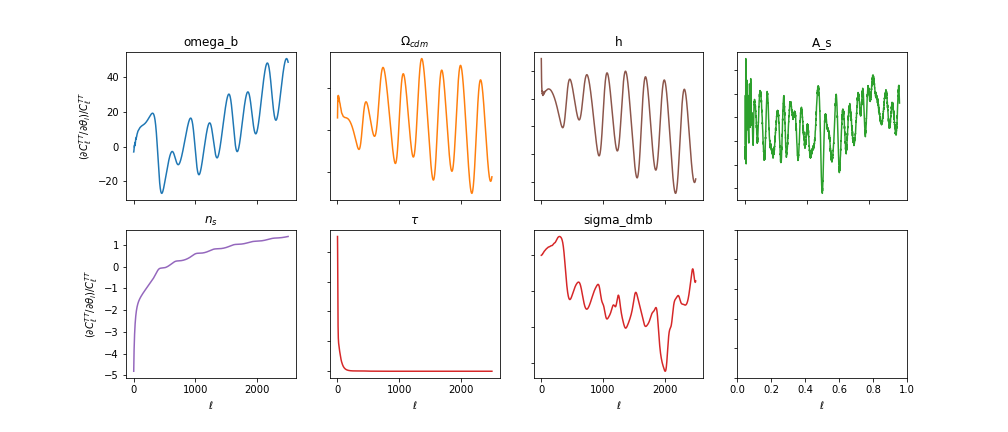 omega_b
Ω_{cdm}
h
A_s
(∂C_ℓ^{TT}/∂θ_i)/C_ℓ^{TT}
40
20
0
−20
n_s
τ
sigma_dmb
(∂C_ℓ^{TT}/∂θ_i)/C_ℓ^{TT}
1
0
−1
−2
−3
−4
−5
0 1000 2000
0 1000 2000
0 1000 2000
0.0 0.2 0.4 0.6 0.8 1.0
ℓ
ℓ
ℓ
ℓ